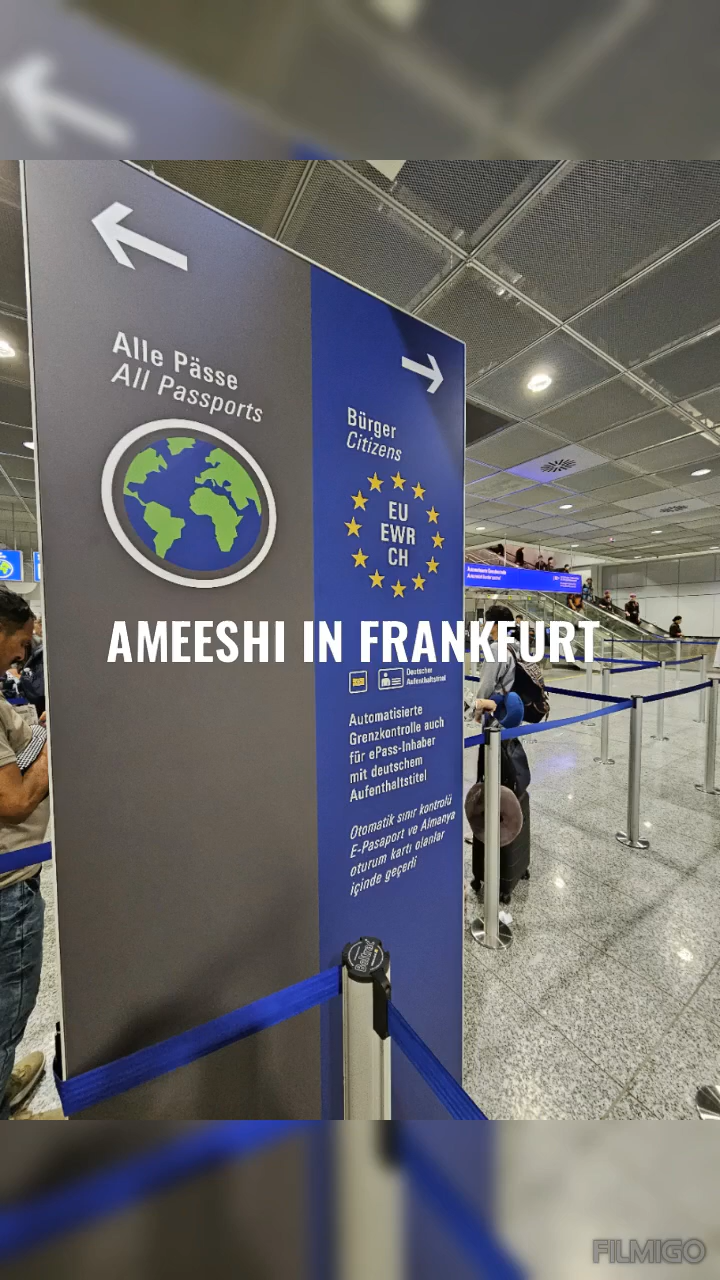 Alle Pässe
All Passports
Bürger
Citizens
EU
EWR
CH
AMEESHI IN FRANKFURT
Deutscher
Aufenthaltstitel
Automatisierte
Grenzkontrolle auch
für ePass-Inhaber
mit deutschem
Aufenthaltstitel
Otomatik sınır kontrolü
E-Pasaport ve Almanya
oturum kartı olanlar
içinde geçerli
FILMIGO